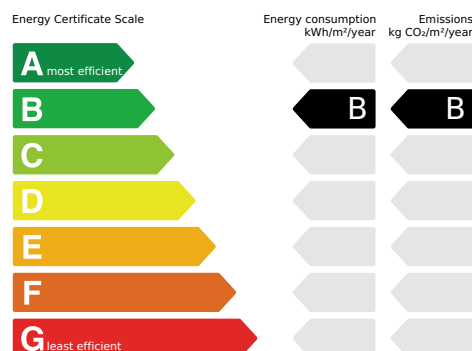 Energy Certificate Scale
Energy consumption
kWh/m²/year
Emissions
kg CO₂/m²/year
A most efficient
B
B
B
C
D
E
F
G least efficient